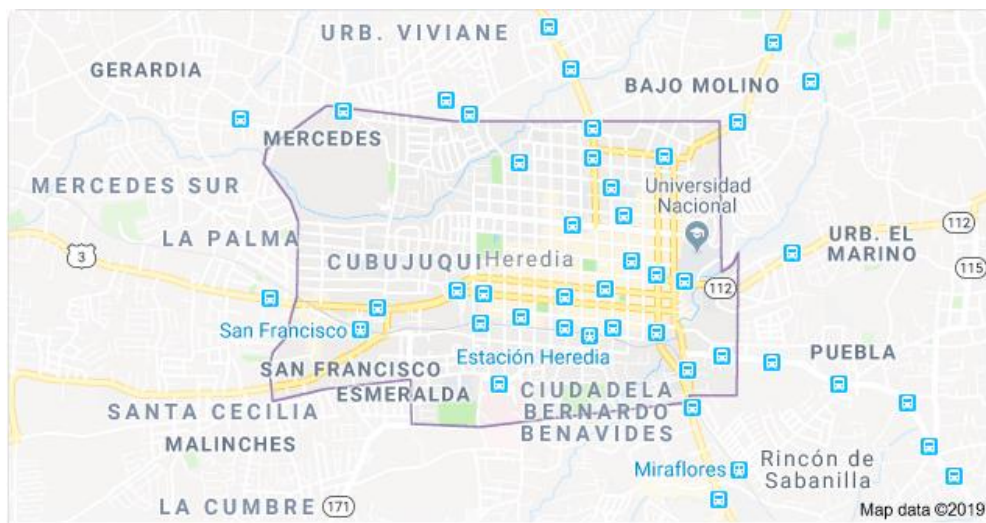 URB. VIVIANE
GERARDIA
BAJO MOLINO
MERCEDES
MERCEDES SUR
Universidad
Nacional
LA PALMA
112
URB. EL
MARINO
3
CUBUJUQUI
Heredia
115
112
San Francisco
Estación Heredia
PUEBLA
SAN FRANCISCO
ESMERALDA
CIUDADELA
BERNARDO
BENAVIDES
SANTA CECILIA
MALINCHES
Miraflores
Rincón de
Sabanilla
LA CUMBRE
171
Map data ©2019